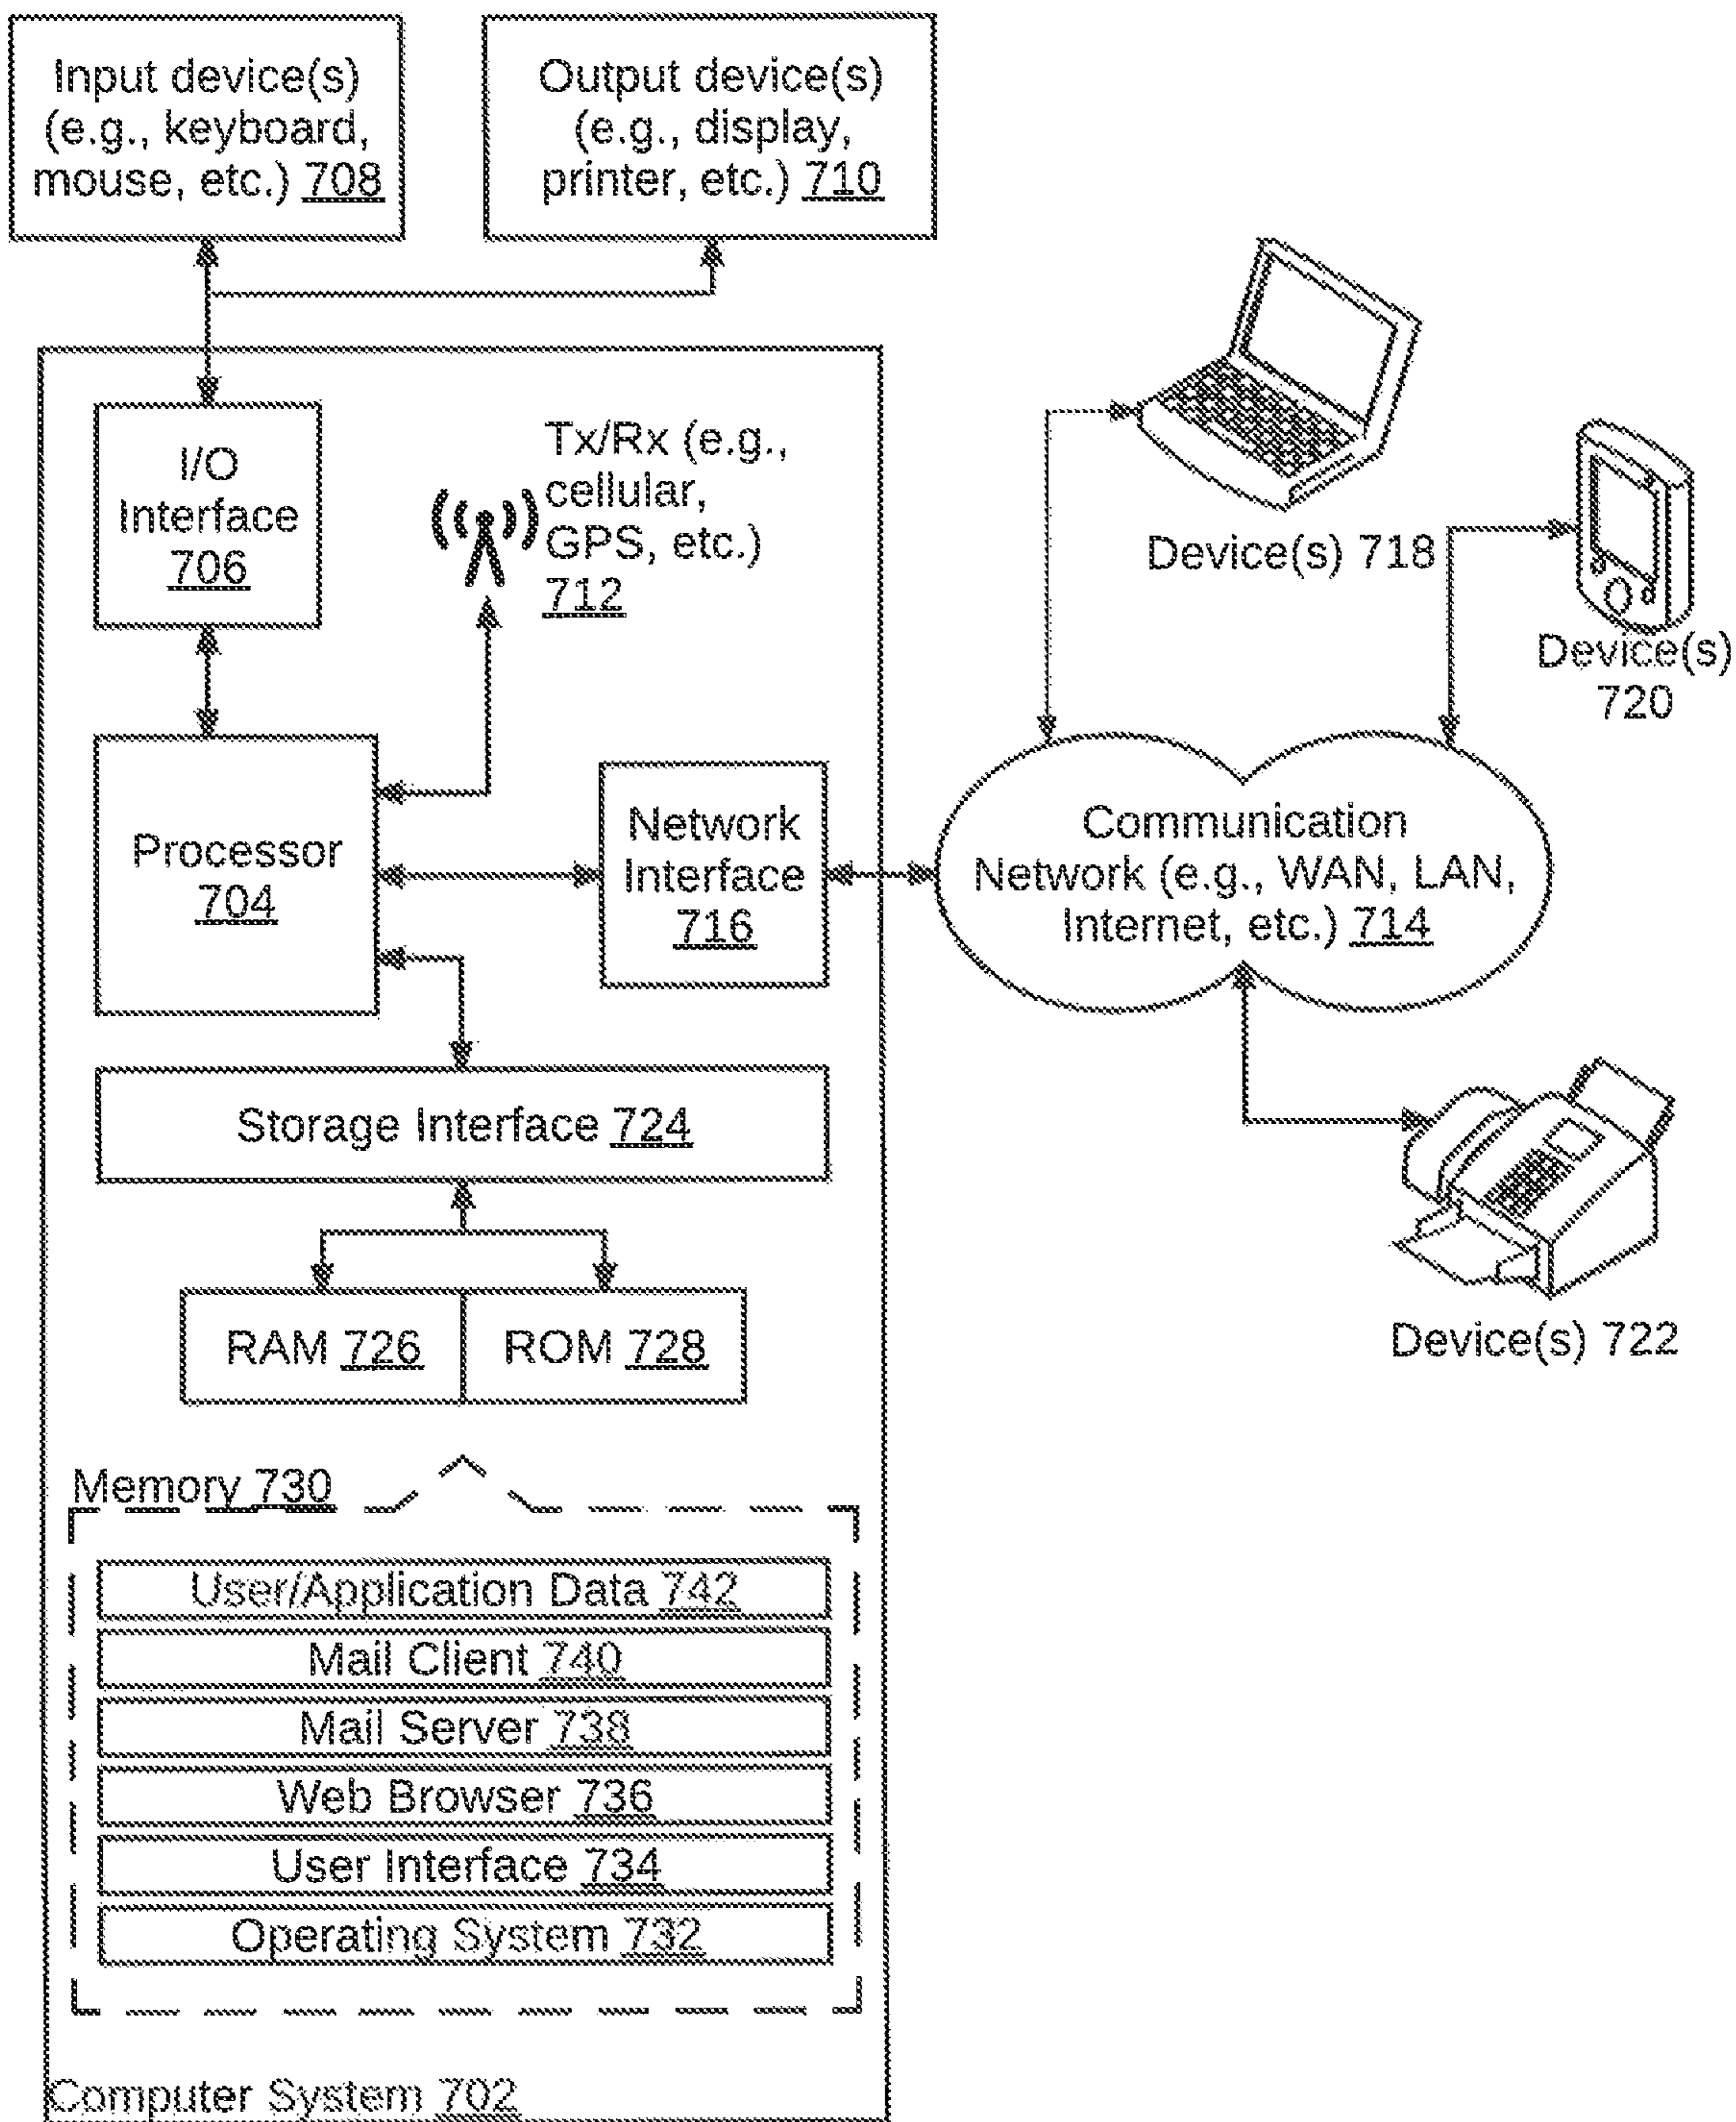 Input device(s)
(e.g., keyboard,
mouse, etc.) 708
Output device(s)
(e.g., display,
printer, etc.) 710
I/O
Interface
706
Tx/Rx (e.g.,
cellular,
GPS, etc.)
712
Device(s) 718
Device(s)
720
Processor
704
Network
Interface
716
Communication
Network (e.g., WAN, LAN,
Internet, etc.) 714
Storage Interface 724
RAM 726
ROM 728
Device(s) 722
Memory 730
User/Application Data 742
Mail Client 740
Mail Server 738
Web Browser 736
User Interface 734
Operating System 732
Computer System 702